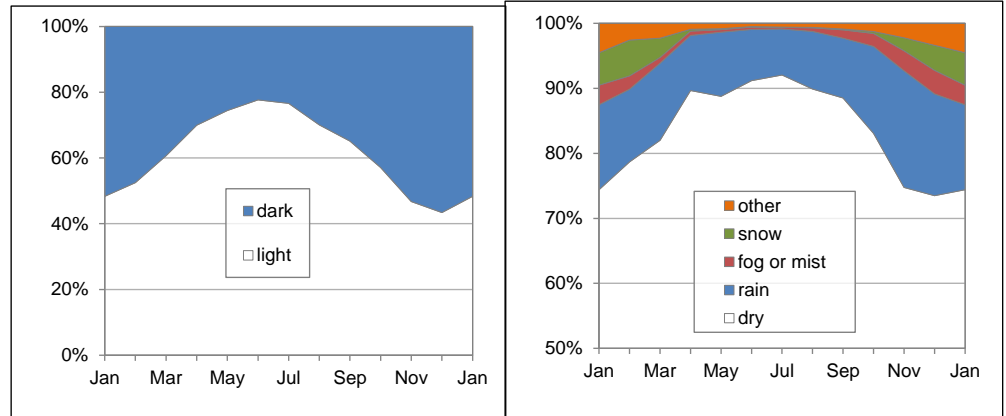 100%
80%
60%
40%
20%
0%
Jan Mar May Jul Sep Nov Jan
dark
light
100%
90%
80%
70%
60%
50%
Jan Mar May Jul Sep Nov Jan
other
snow
fog or mist
rain
dry